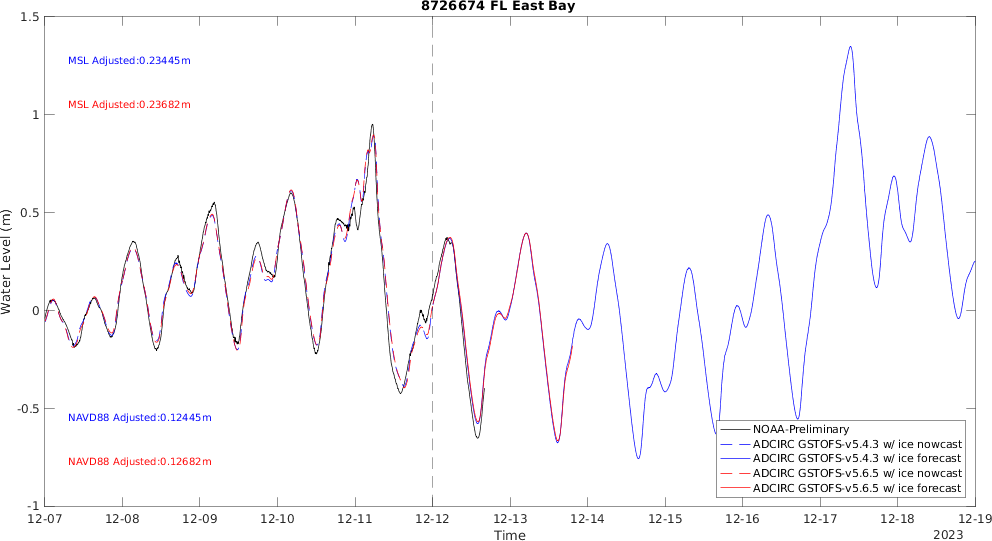 8726674 FL East Bay
1.5
MSL Adjusted:0.23445m
MSL Adjusted:0.23682m
1
0.5
Water Level (m)
0
-0.5
NAVD88 Adjusted:0.12445m
NAVD88 Adjusted:0.12682m
NOAA-Preliminary
ADCIRC GSTOFS-v5.4.3 w/ ice nowcast
ADCIRC GSTOFS-v5.4.3 w/ ice forecast
ADCIRC GSTOFS-v5.6.5 w/ ice nowcast
ADCIRC GSTOFS-v5.6.5 w/ ice forecast
-1
12-07 12-08 12-09 12-10 12-11 12-12 12-13 12-14 12-15 12-16 12-17 12-18 12-19
Time
2023